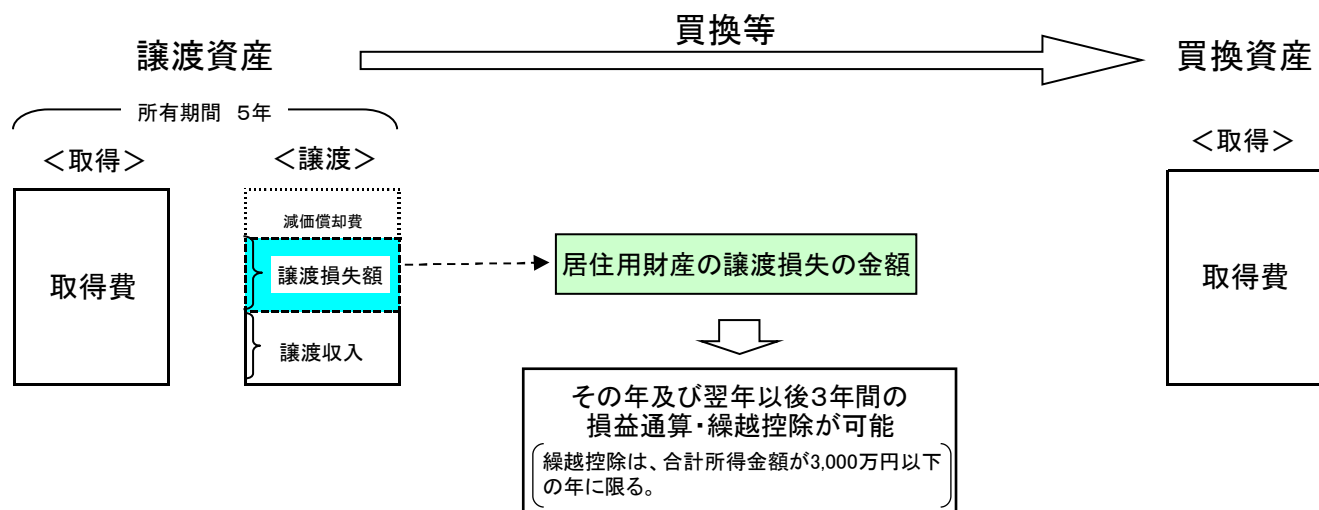 買換等
譲渡資産
買換資産
所有期間 5年
＜取得＞
＜譲渡＞
＜取得＞
取得費
減価償却費
譲渡損失額
譲渡収入
居住用財産の譲渡損失の金額
取得費
その年及び翌年以後3年間の
損益通算・繰越控除が可能
繰越控除は、合計所得金額が3,000万円以下
の年に限る。